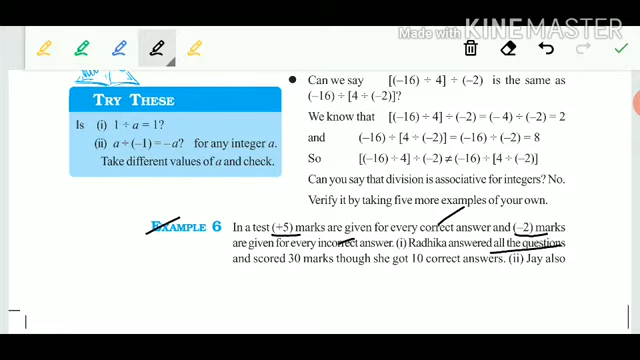 Made with KINEMASTER
TRY THESE
Is (i) 1 ÷ a = 1?
(ii) a ÷ (–1) = –a? for any integer a.
Take different values of a and check.
● Can we say [(–16) ÷ 4] ÷ (–2) is the same as
(–16) ÷ [4 ÷ (–2)]?
We know that [(–16) ÷ 4] ÷ (–2) = (–4) ÷ (–2) = 2
and (–16) ÷ [4 ÷ (–2)] = (–16) ÷ (–2) = 8
So [(–16) ÷ 4] ÷ (–2) ≠ (–16) ÷ [4 ÷ (–2)]
Can you say that division is associative for integers? No.
Verify it by taking five more examples of your own.
EXAMPLE 6 In a test (+5) marks are given for every correct answer and (–2) marks
are given for every incorrect answer. (i) Radhika answered all the questions
and scored 30 marks though she got 10 correct answers. (ii) Jay also